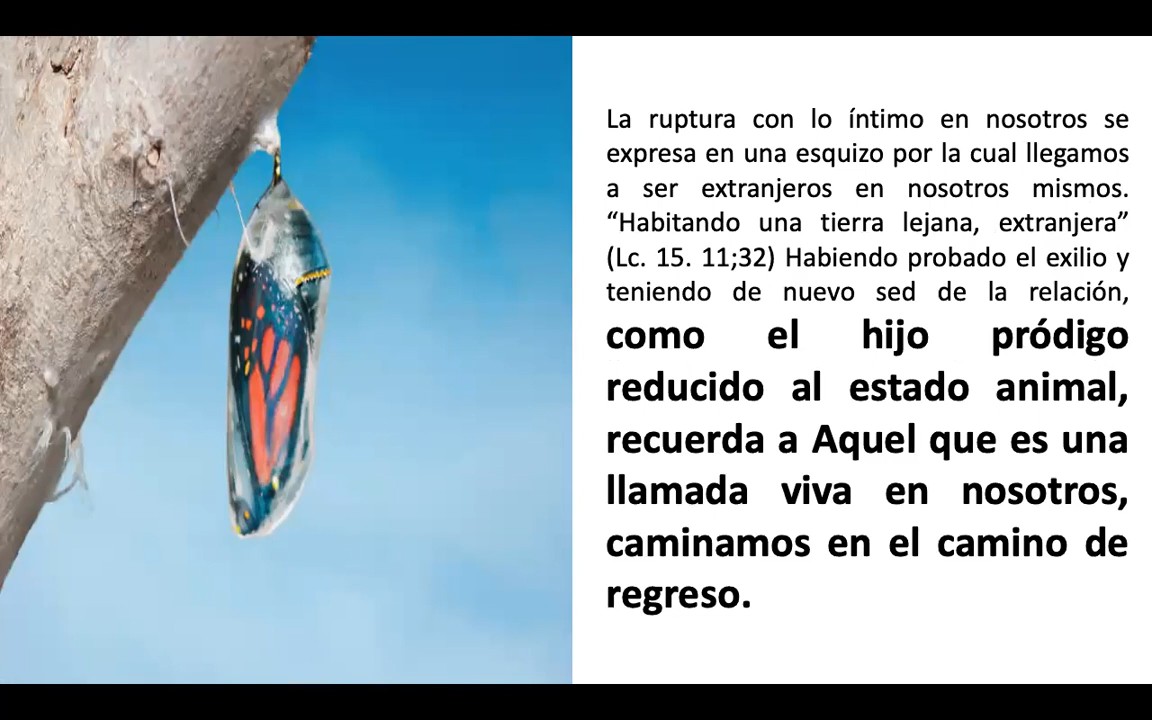 La ruptura con lo íntimo en nosotros se
expresa en una esquizo por la cual llegamos
a ser extranjeros en nosotros mismos.
“Habitando una tierra lejana, extranjera”
(Lc. 15. 11;32) Habiendo probado el exilio y
teniendo de nuevo sed de la relación,
como el hijo pródigo
reducido al estado animal,
recuerda a Aquel que es una
llamada viva en nosotros,
caminamos en el camino de
regreso.